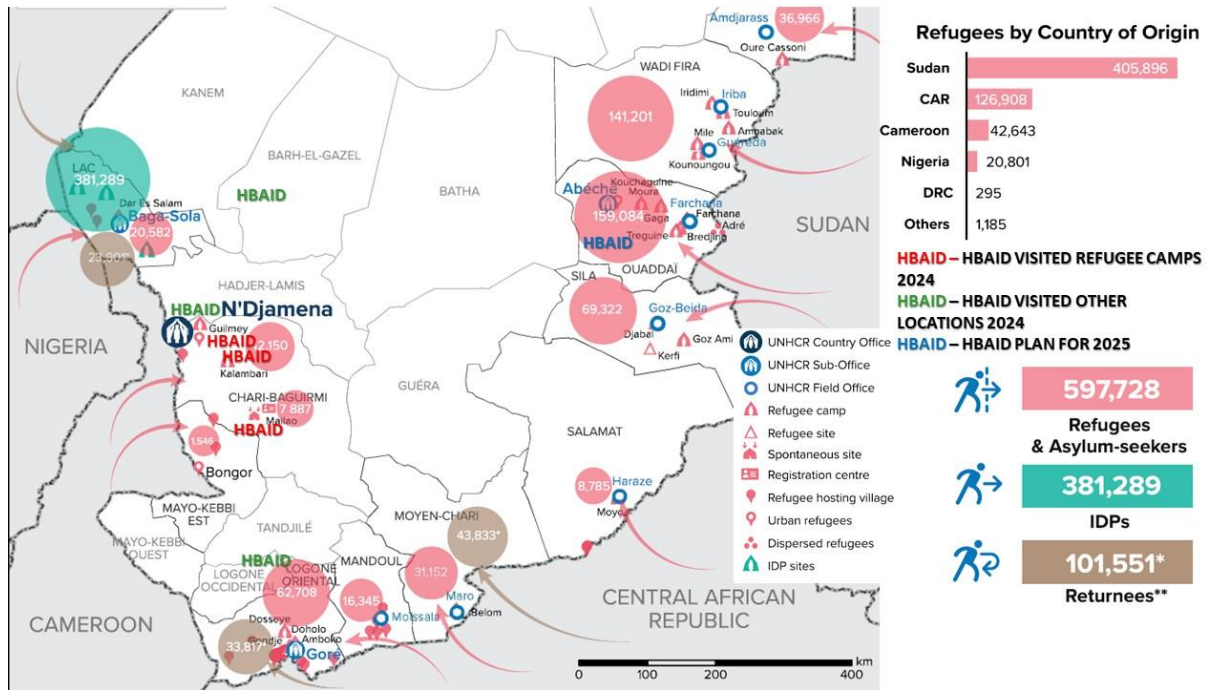 Amdjarass
36,966
Oure Cassoni
WADI FIRA
KANEM
Iridimi
Iriba
141,201
Touloum
BARH-EL-GAZEL
Mile
Amnabak
Guéréda
Kounoungou
LAC
381,289
BATHA
HBAID
Dar Es Salam
Baga-Sola
20,582
23,901*
Abéché
Kouchaguine
Moura
159,084
Gaga
Farchana
Farchana
Adré
Treguine
Bredjing
HBAID
SUDAN
OUADDAÏ
SILA
HADJER-LAMIS
69,322
Goz-Beida
Djabal
Goz Ami
Kerfi
HBAID N'Djamena
Guilmey
HBAID
2,150
HBAID
Kalambari
NIGERIA
GUÉRA
CHARI-BAGUIRMI
7 887
Mailao
HBAID
1,546
Bongor
SALAMAT
8,785
Haraze
MAYO-KEBBI
EST
MAYO-KEBBI
OUEST
TANDJILÉ
MOYEN-CHARI
43,833*
HBAID
LOGONE
OCCIDENTAL
LOGONE
ORIENTAL
62,708
MANDOUL
16,345
31,152
Maro
Belom
Moissala
Dosseye
Doholo
Amboko
Goré
33,817*
CAMEROON
CENTRAL AFRICAN
REPUBLIC
km
0 100 200 400
UNHCR Country Office
UNHCR Sub-Office
UNHCR Field Office
Refugee camp
Refugee site
Spontaneous site
Registration centre
Refugee hosting village
Urban refugees
Dispersed refugees
IDP sites
Refugees by Country of Origin
Sudan 405,896
CAR 126,908
Cameroon 42,643
Nigeria 20,801
DRC 295
Others 1,185
HBAID – HBAID VISITED REFUGEE CAMPS
2024
HBAID – HBAID VISITED OTHER
LOCATIONS 2024
HBAID – HBAID PLAN FOR 2025
597,728
Refugees
& Asylum-seekers
381,289
IDPs
101,551*
Returnees**